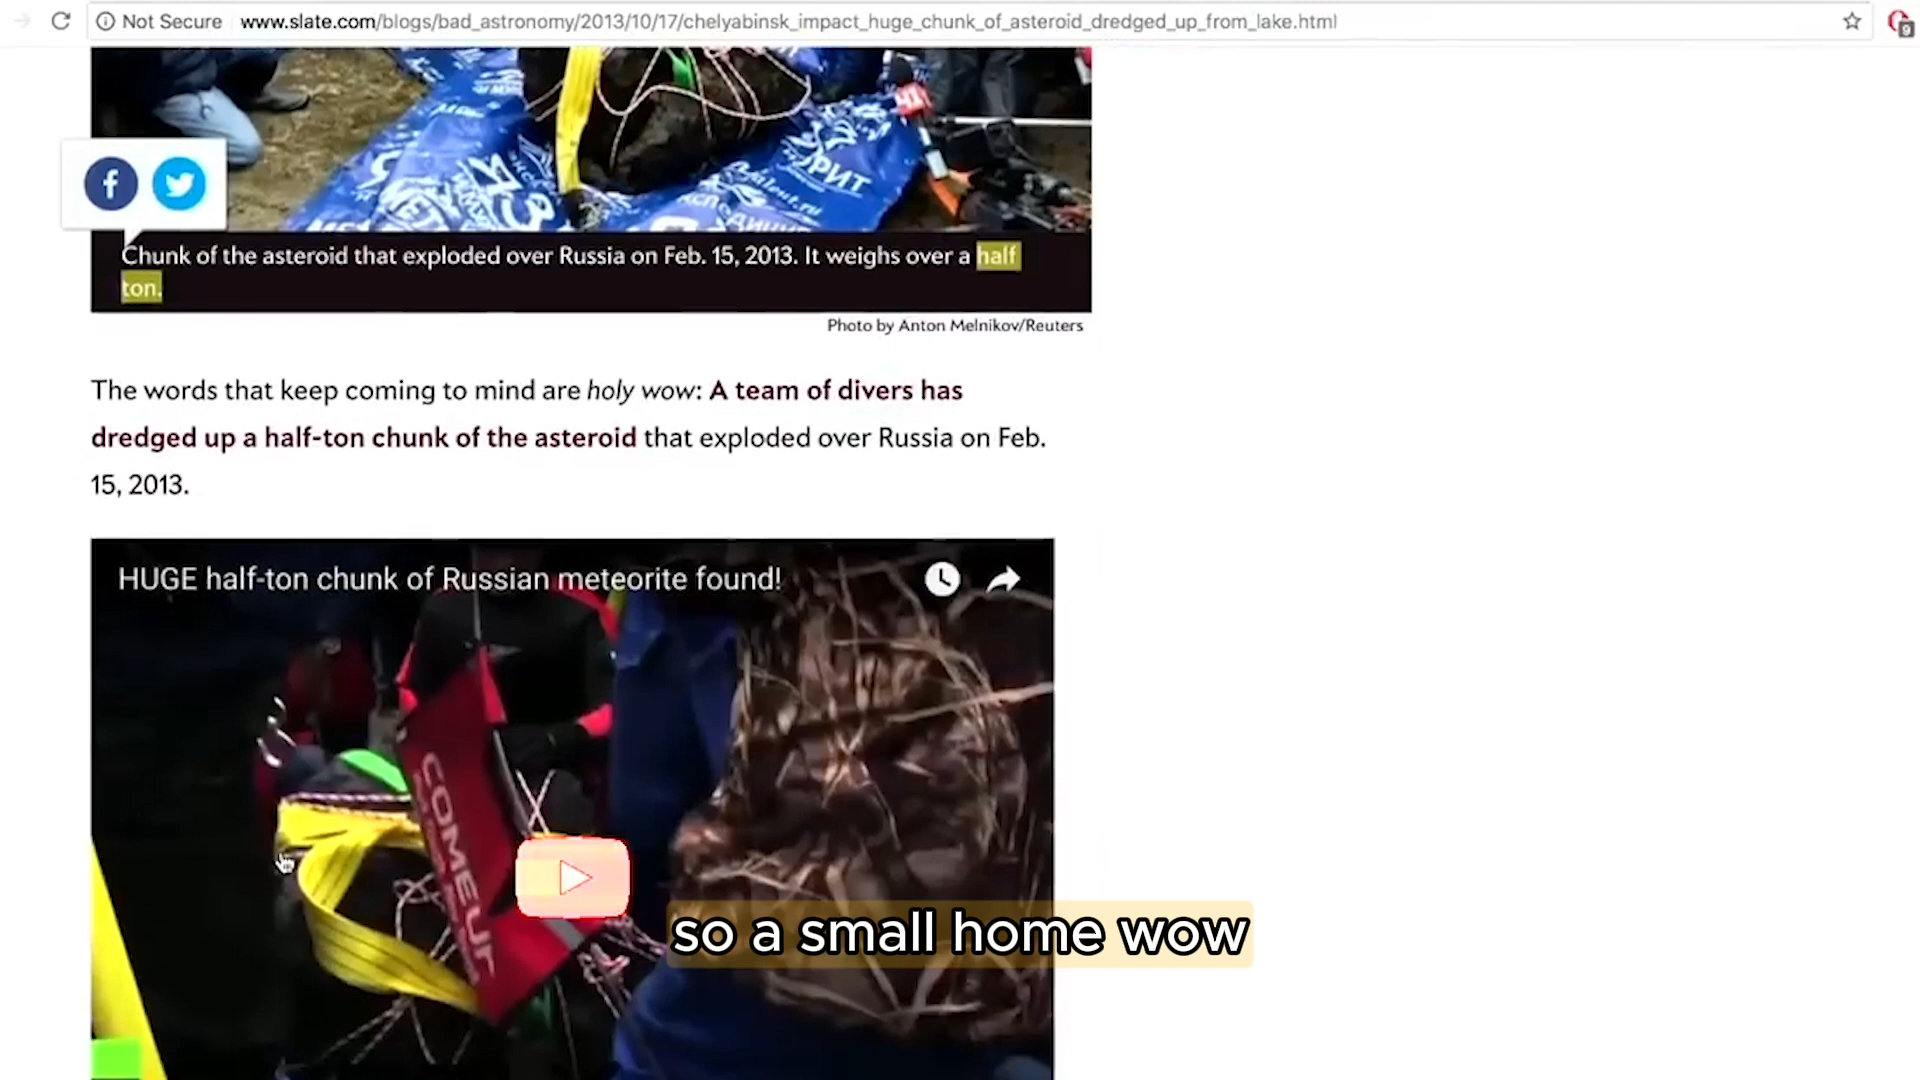 Not Secure www.slate.com/blogs/bad_astronomy/2013/10/17/chelyabinsk_impact_huge_chunk_of_asteroid_dredged_up_from_lake.html
Chunk of the asteroid that exploded over Russia on Feb. 15, 2013. It weighs over a half
ton.
Photo by Anton Melnikov/Reuters
The words that keep coming to mind are holy wow: A team of divers has
dredged up a half-ton chunk of the asteroid that exploded over Russia on Feb.
15, 2013.
HUGE half-ton chunk of Russian meteorite found!
COMEUR
so a small home wow